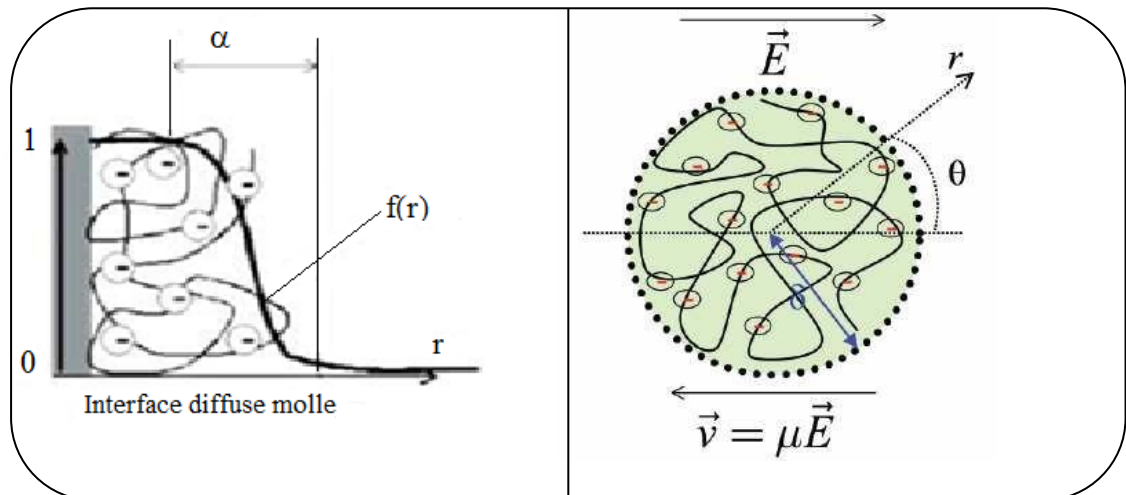 α
1
f(r)
0
r
Interface diffuse molle
E⃗
r
θ
δ
v⃗ = μE⃗